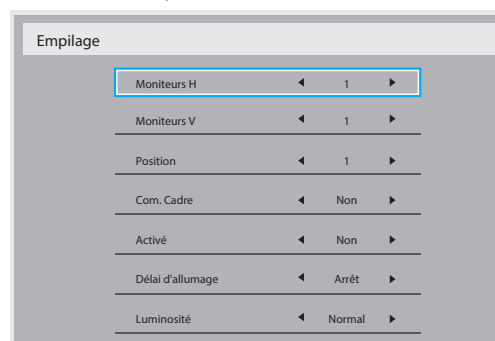 Empilage
Moniteurs H 1
Moniteurs V 1
Position 1
Com. Cadre Non
Activé Non
Délai d'allumage Arrêt
Luminosité Normal